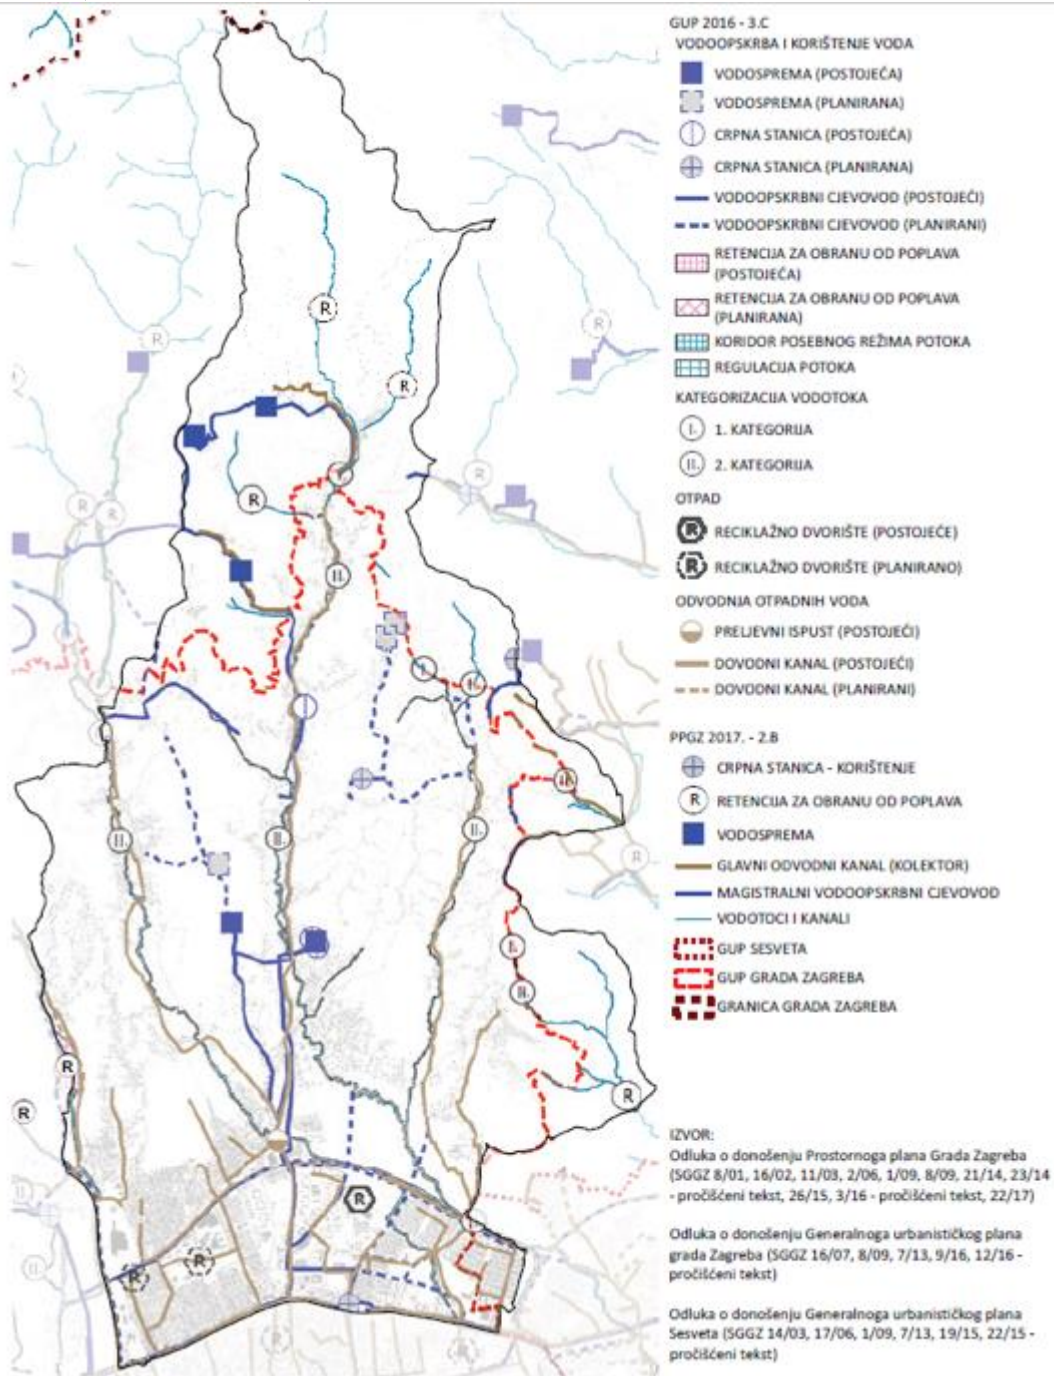 GUP 2016 - 3.C
VODOOPSKRBA I KORIŠTENJE VODA
VODOSPREMA (POSTOJEĆA)
VODOSPREMA (PLANIRANA)
CRPNA STANICA (POSTOJEĆA)
CRPNA STANICA (PLANIRANA)
VODOOPSKRBNI CJEVOVOD (POSTOJEĆI)
VODOOPSKRBNI CJEVOVOD (PLANIRANI)
RETENCIJA ZA OBRANU OD POPLAVA
(POSTOJEĆA)
RETENCIJA ZA OBRANU OD POPLAVA
(PLANIRANA)
KORIDOR POSEBNOG REŽIMA POTOKA
REGULACIJA POTOKA
KATEGORIZACIJA VODOTOKA
I. 1. KATEGORIJA
II. 2. KATEGORIJA
OTPAD
R RECIKLAŽNO DVORIŠTE (POSTOJEĆE)
R RECIKLAŽNO DVORIŠTE (PLANIRANO)
ODVODNJA OTPADNIH VODA
PRELJEVNI ISPUST (POSTOJEĆI)
DOVODNI KANAL (POSTOJEĆI)
DOVODNI KANAL (PLANIRANI)
PPGZ 2017. - 2.B
CRPNA STANICA - KORIŠTENJE
R RETENCIJA ZA OBRANU OD POPLAVA
VODOSPREMA
GLAVNI ODVODNI KANAL (KOLEKTOR)
MAGISTRALNI VODOOPSKRBNI CJEVOVOD
VODOTOCI I KANALI
GUP SESVETA
GUP GRADA ZAGREBA
GRANICA GRADA ZAGREBA
IZVOR:
Odluka o donošenju Prostornoga plana Grada Zagreba
(SGGZ 8/01, 16/02, 11/03, 2/06, 1/09, 8/09, 21/14, 23/14
- pročišćeni tekst, 26/15, 3/16 - pročišćeni tekst, 22/17)
Odluka o donošenju Generalnoga urbanističkog plana
grada Zagreba (SGGZ 16/07, 8/09, 7/13, 9/16, 12/16 -
pročišćeni tekst)
Odluka o donošenju Generalnoga urbanističkog plana
Sesveta (SGGZ 14/03, 17/06, 1/09, 7/13, 19/15, 22/15 -
pročišćeni tekst)
R
R
R
R
R
R
II.
R
R
I.
II.
II.
II.
I.
II.
R
R
R
R
R
R
R